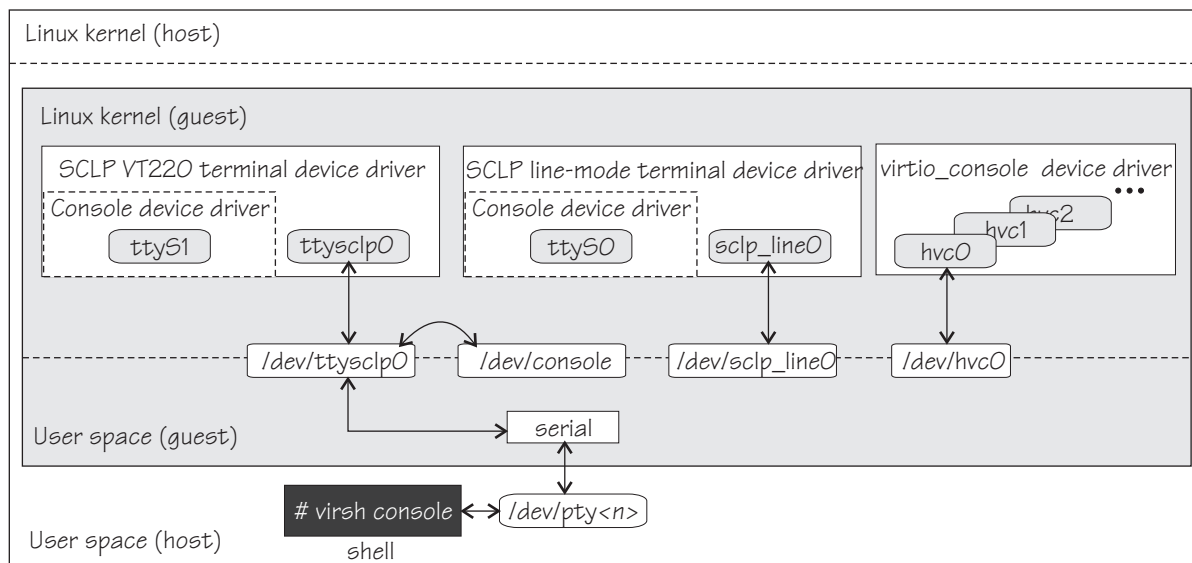 Linux kernel (host)
Linux kernel (guest)
SCLP VT220 terminal device driver
Console device driver
ttyS1
ttysclp0
SCLP line-mode terminal device driver
Console device driver
ttyS0
sclp_line0
virtio_console device driver
...
hvc2
hvc1
hvc0
/dev/ttysclp0
/dev/console
/dev/sclp_line0
/dev/hvc0
serial
User space (guest)
# virsh console
/dev/pty<n>
shell
User space (host)